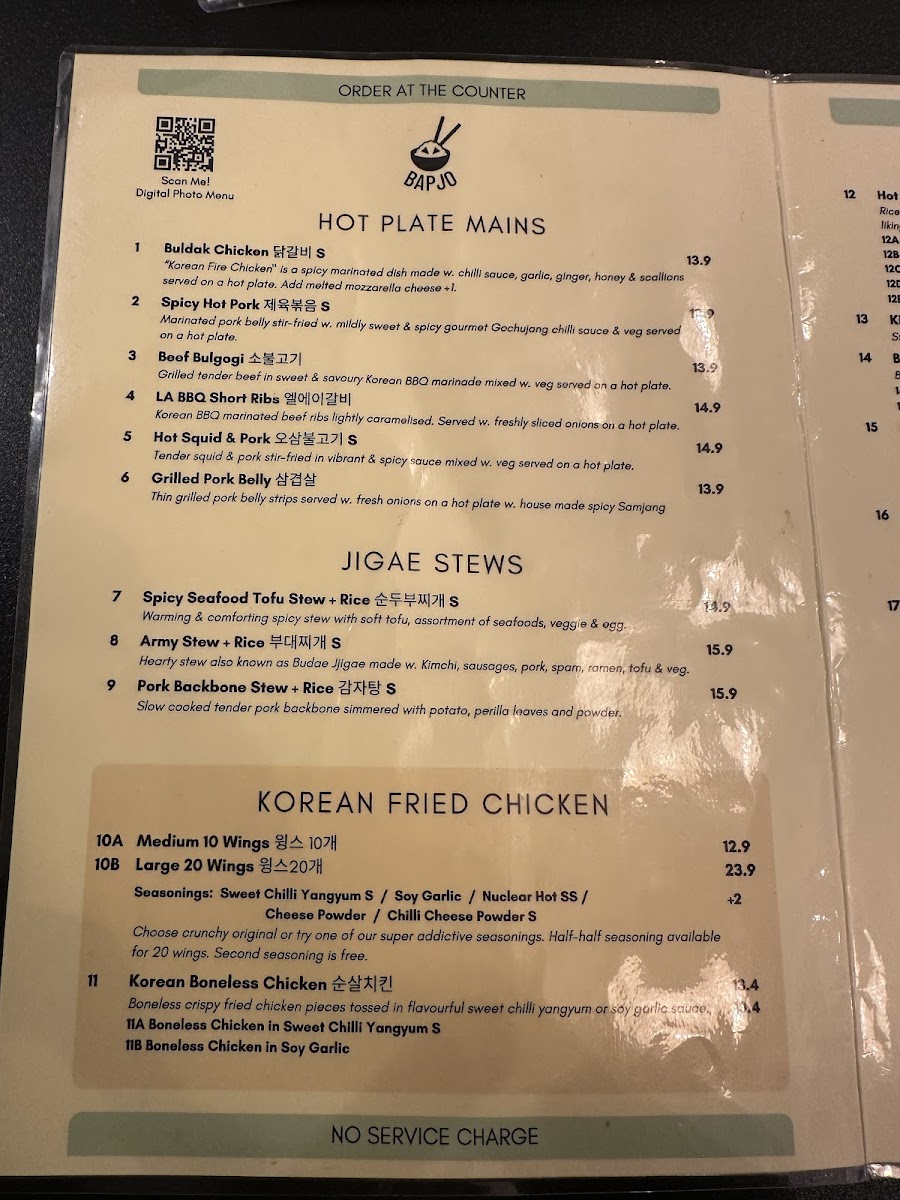 ORDER AT THE COUNTER
Scan Me!
Digital Photo Menu
BAPJO
HOT PLATE MAINS
1 Buldak Chicken 닭갈비 S 13.9
"Korean Fire Chicken" is a spicy marinated dish made w. chilli sauce, garlic, ginger, honey & scallions
served on a hot plate. Add melted mozzarella cheese +1.
2 Spicy Hot Pork 제육볶음 S
Marinated pork belly stir-fried w. mildly sweet & spicy gourmet Gochujang chilli sauce & veg served
on a hot plate.
3 Beef Bulgogi 소불고기 13.9
Grilled tender beef in sweet & savoury Korean BBQ marinade mixed w. veg served on a hot plate.
4 LA BBQ Short Ribs 엘에이갈비 14.9
Korean BBQ marinated beef ribs lightly caramelised. Served w. freshly sliced onions on a hot plate.
5 Hot Squid & Pork 오삼불고기 S 14.9
Tender squid & pork stir-fried in vibrant & spicy sauce mixed w. veg served on a hot plate.
6 Grilled Pork Belly 삼겹살 13.9
Thin grilled pork belly strips served w. fresh onions on a hot plate w. house made spicy Samjang
JIGAE STEWS
7 Spicy Seafood Tofu Stew + Rice 순두부찌개 S 14.9
Warming & comforting spicy stew with soft tofu, assortment of seafoods, veggie & egg.
8 Army Stew + Rice 부대찌개 S 15.9
Hearty stew also known as Budae Jjigae made w. Kimchi, sausages, pork, spam, ramen, tofu & veg.
9 Pork Backbone Stew + Rice 감자탕 S 15.9
Slow cooked tender pork backbone simmered with potato, perilla leaves and powder.
KOREAN FRIED CHICKEN
10A Medium 10 Wings 윙스 10개 12.9
10B Large 20 Wings 윙스20개 23.9
Seasonings: Sweet Chilli Yangyum S / Soy Garlic / Nuclear Hot SS / +2
Cheese Powder / Chilli Cheese Powder S
Choose crunchy original or try one of our super addictive seasonings. Half-half seasoning available
for 20 wings. Second seasoning is free.
11 Korean Boneless Chicken 순살치킨 13.4
Boneless crispy fried chicken pieces tossed in flavourful sweet chilli yangyum or soy garlic sauce.
11A Boneless Chicken in Sweet Chilli Yangyum S
11B Boneless Chicken in Soy Garlic
NO SERVICE CHARGE
12 Hot
Rice
12A
12B
13
14
15
16
17